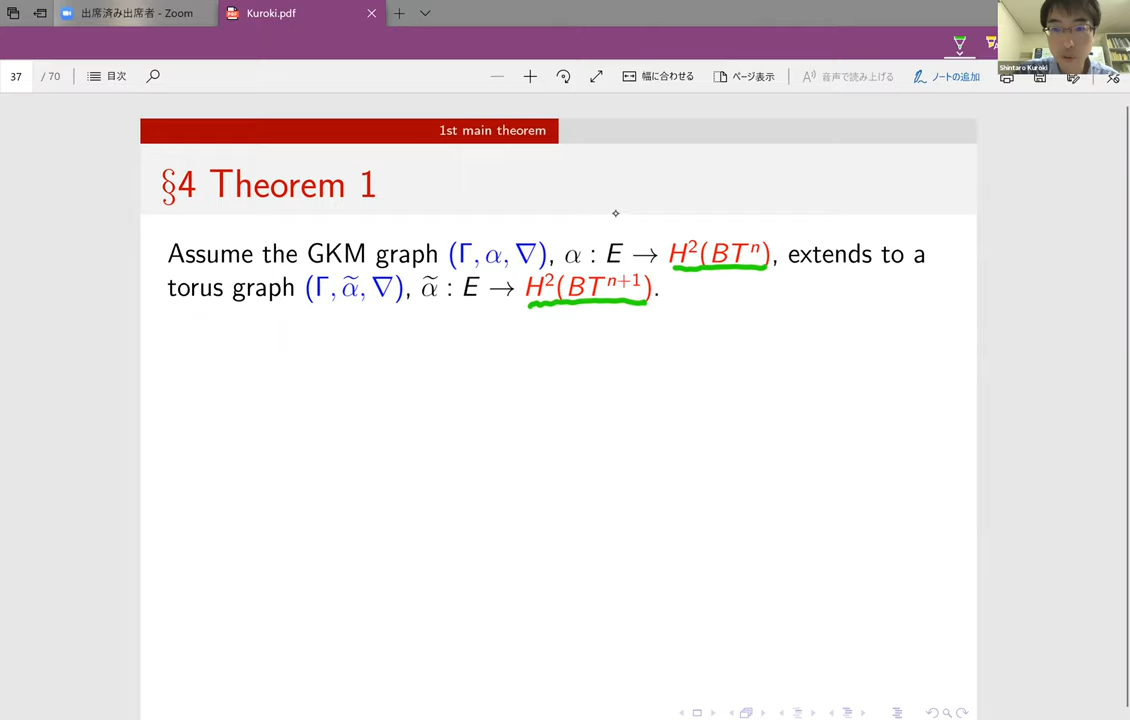 出席済み出席者 - Zoom
Kuroki.pdf
37 / 70
目次
幅に合わせる
ページ表示
音声で読み上げる
ノートの追加
Shintaro Kuroki
1st main theorem
§4 Theorem 1
Assume the GKM graph (Γ, α, ∇), α : E → H²(BTⁿ), extends to a
torus graph (Γ, α̃, ∇), α̃ : E → H²(BTⁿ⁺¹).